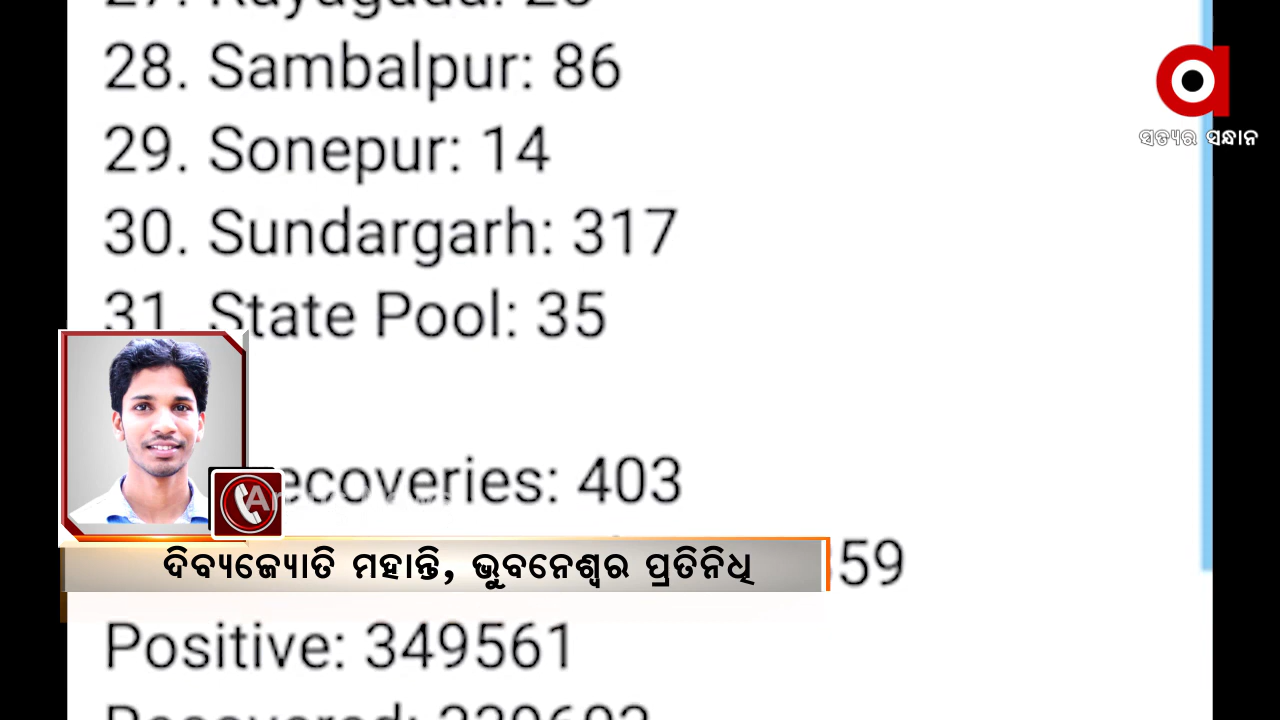 28. Sambalpur: 86
ସତ୍ୟର ସନ୍ଧାନ
29. Sonepur: 14
30. Sundargarh: 317
31. State Pool: 35
ecoveries: 403
ଦିବ୍ୟଜ୍ୟୋତି ମହାନ୍ତି, ଭୁବନେଶ୍ୱର ପ୍ରତିନିଧି
59
Positive: 349561